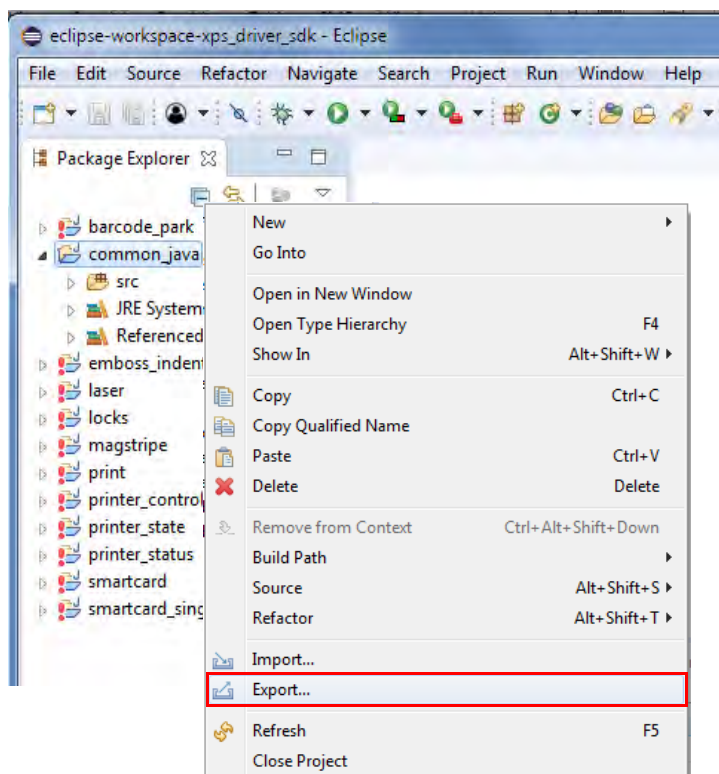 eclipse-workspace-xps_driver_sdk - Eclipse
File Edit Source Refactor Navigate Search Project Run Window Help
Package Explorer
barcode_park
common_java
src
JRE System
Referenced
emboss_indent
laser
locks
magstripe
print
printer_control
printer_state
printer_status
smartcard
smartcard_sing
New
Go Into
Open in New Window
Open Type Hierarchy F4
Show In Alt+Shift+W
Copy Ctrl+C
Copy Qualified Name
Paste Ctrl+V
Delete Delete
Remove from Context Ctrl+Alt+Shift+Down
Build Path
Source Alt+Shift+S
Refactor Alt+Shift+T
Import...
Export...
Refresh F5
Close Project